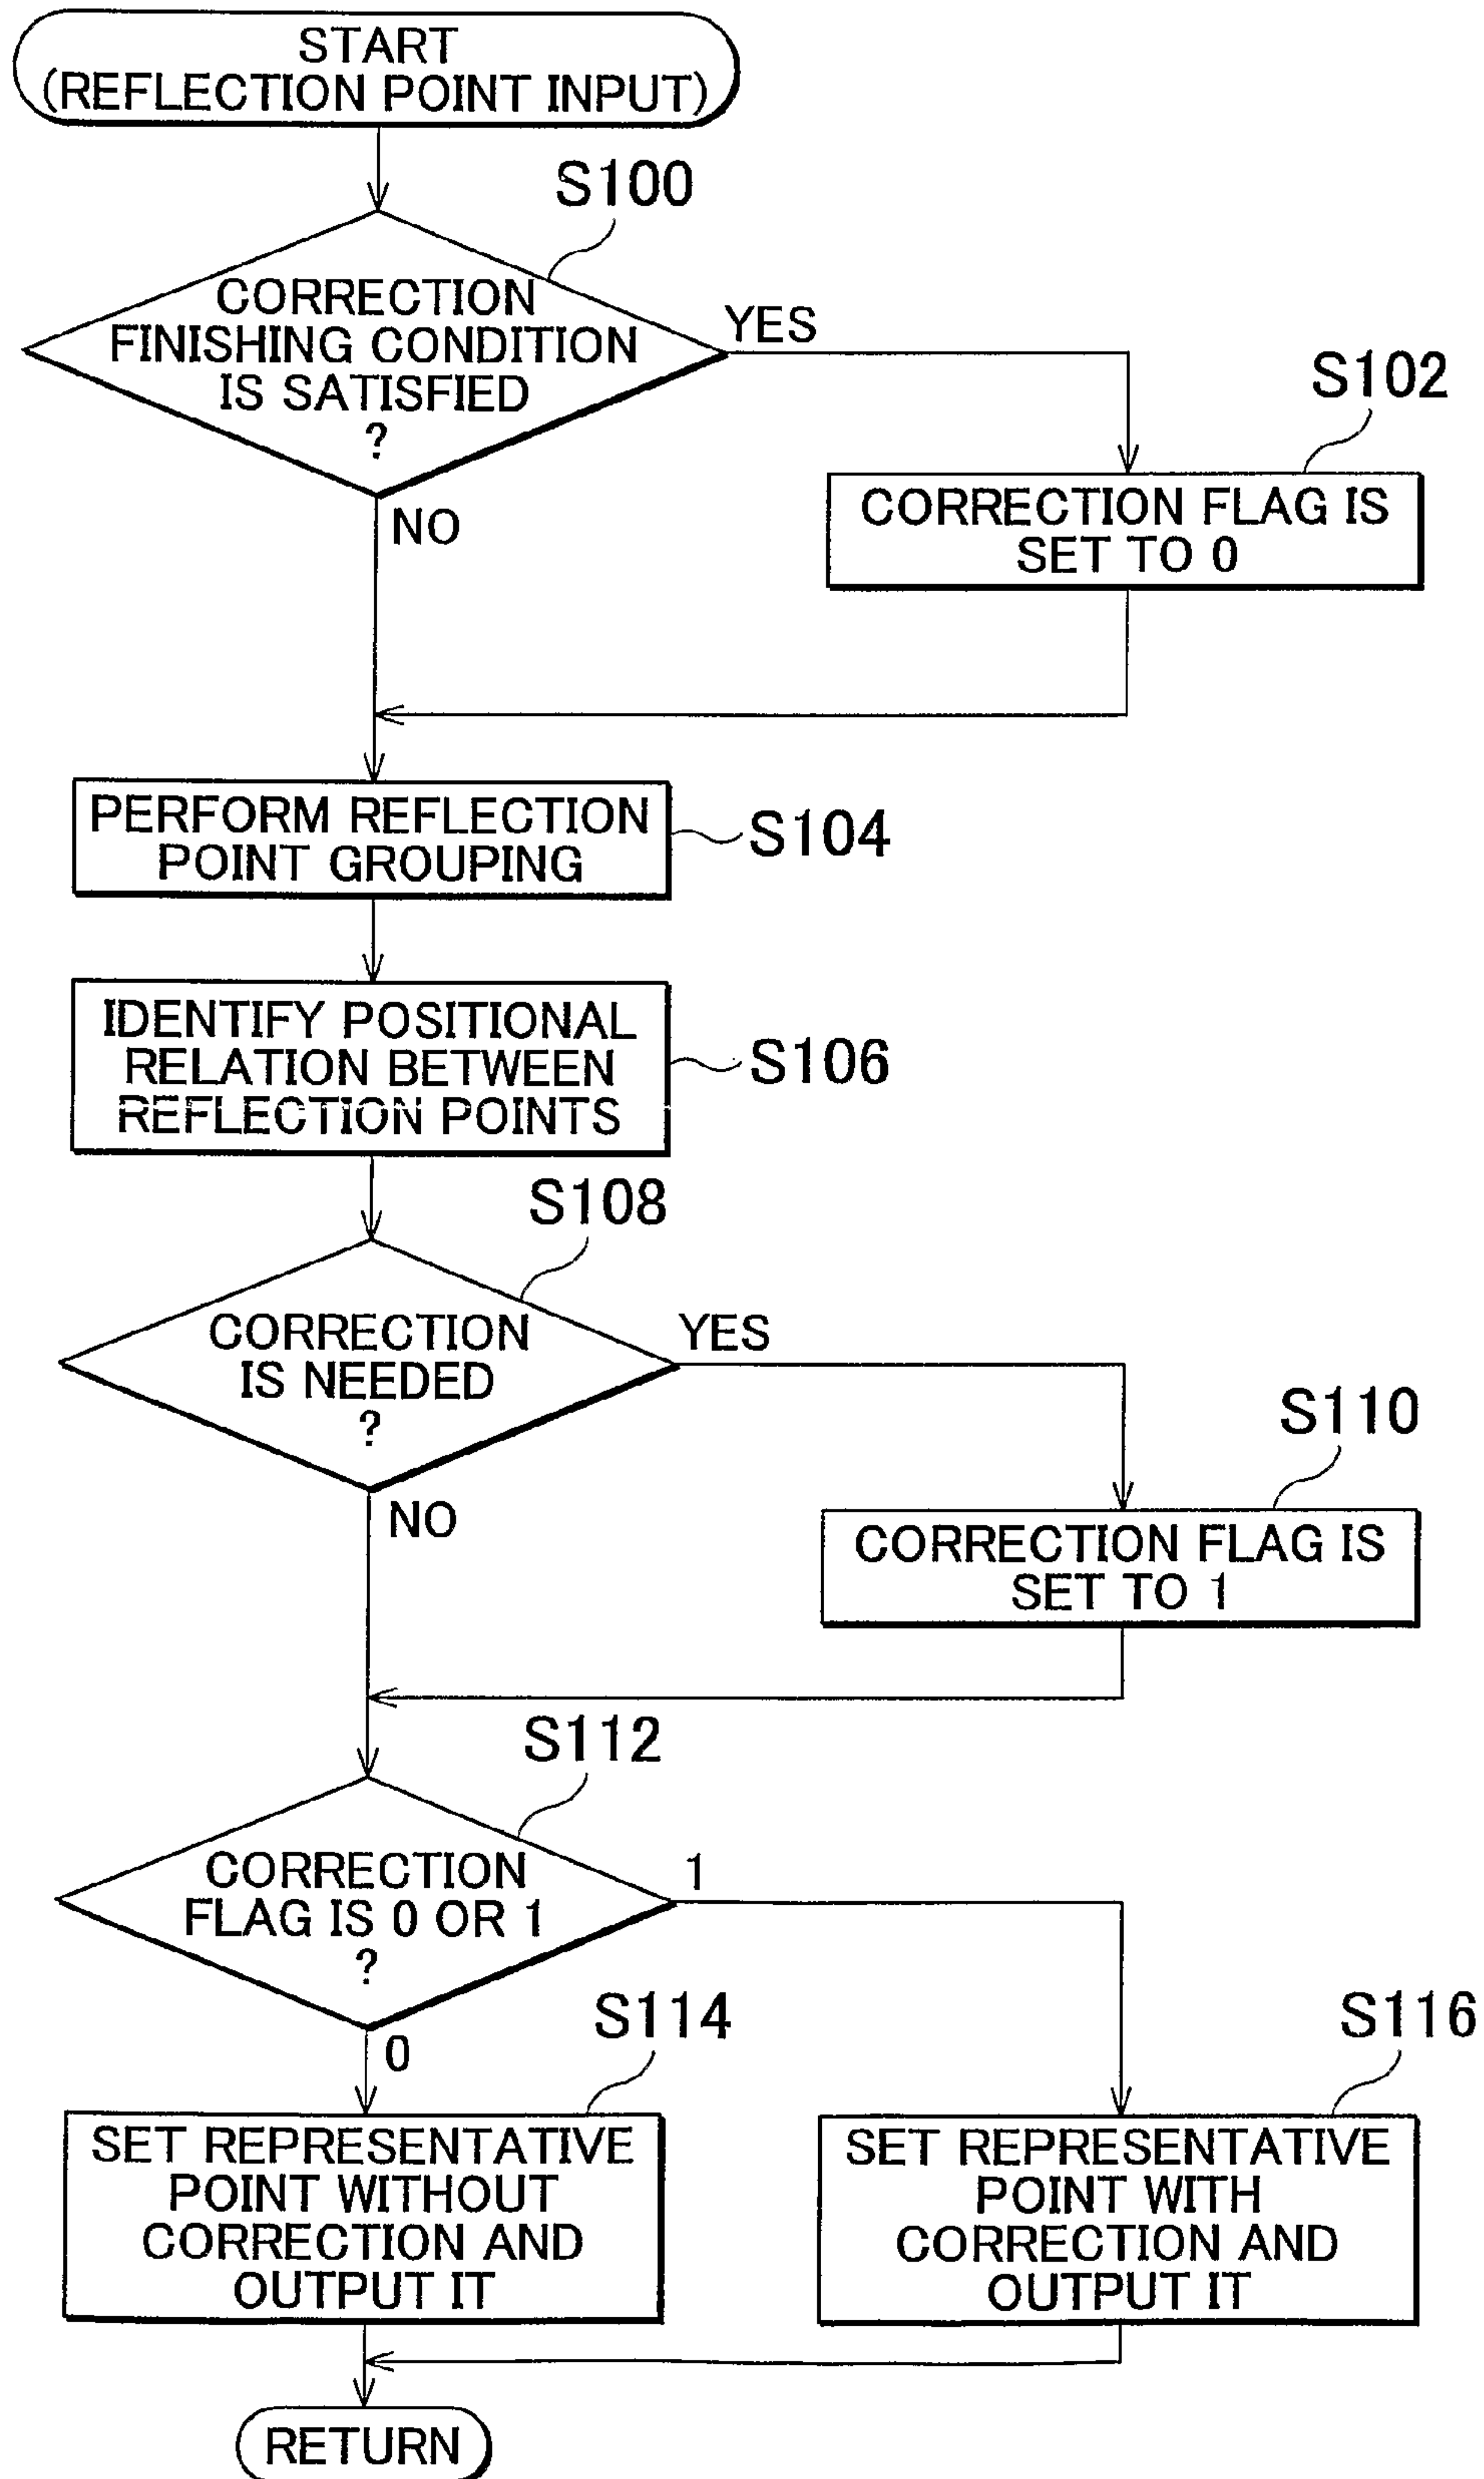 START
(REFLECTION POINT INPUT)
S100
CORRECTION
FINISHING CONDITION
IS SATISFIED
?
YES
NO
S102
CORRECTION FLAG IS
SET TO 0
PERFORM REFLECTION
POINT GROUPING
S104
IDENTIFY POSITIONAL
RELATION BETWEEN
REFLECTION POINTS
S106
S108
CORRECTION
IS NEEDED
?
YES
NO
S110
CORRECTION FLAG IS
SET TO 1
S112
CORRECTION
FLAG IS 0 OR 1
?
1
0
S114
SET REPRESENTATIVE
POINT WITHOUT
CORRECTION AND
OUTPUT IT
S116
SET REPRESENTATIVE
POINT WITH
CORRECTION AND
OUTPUT IT
RETURN